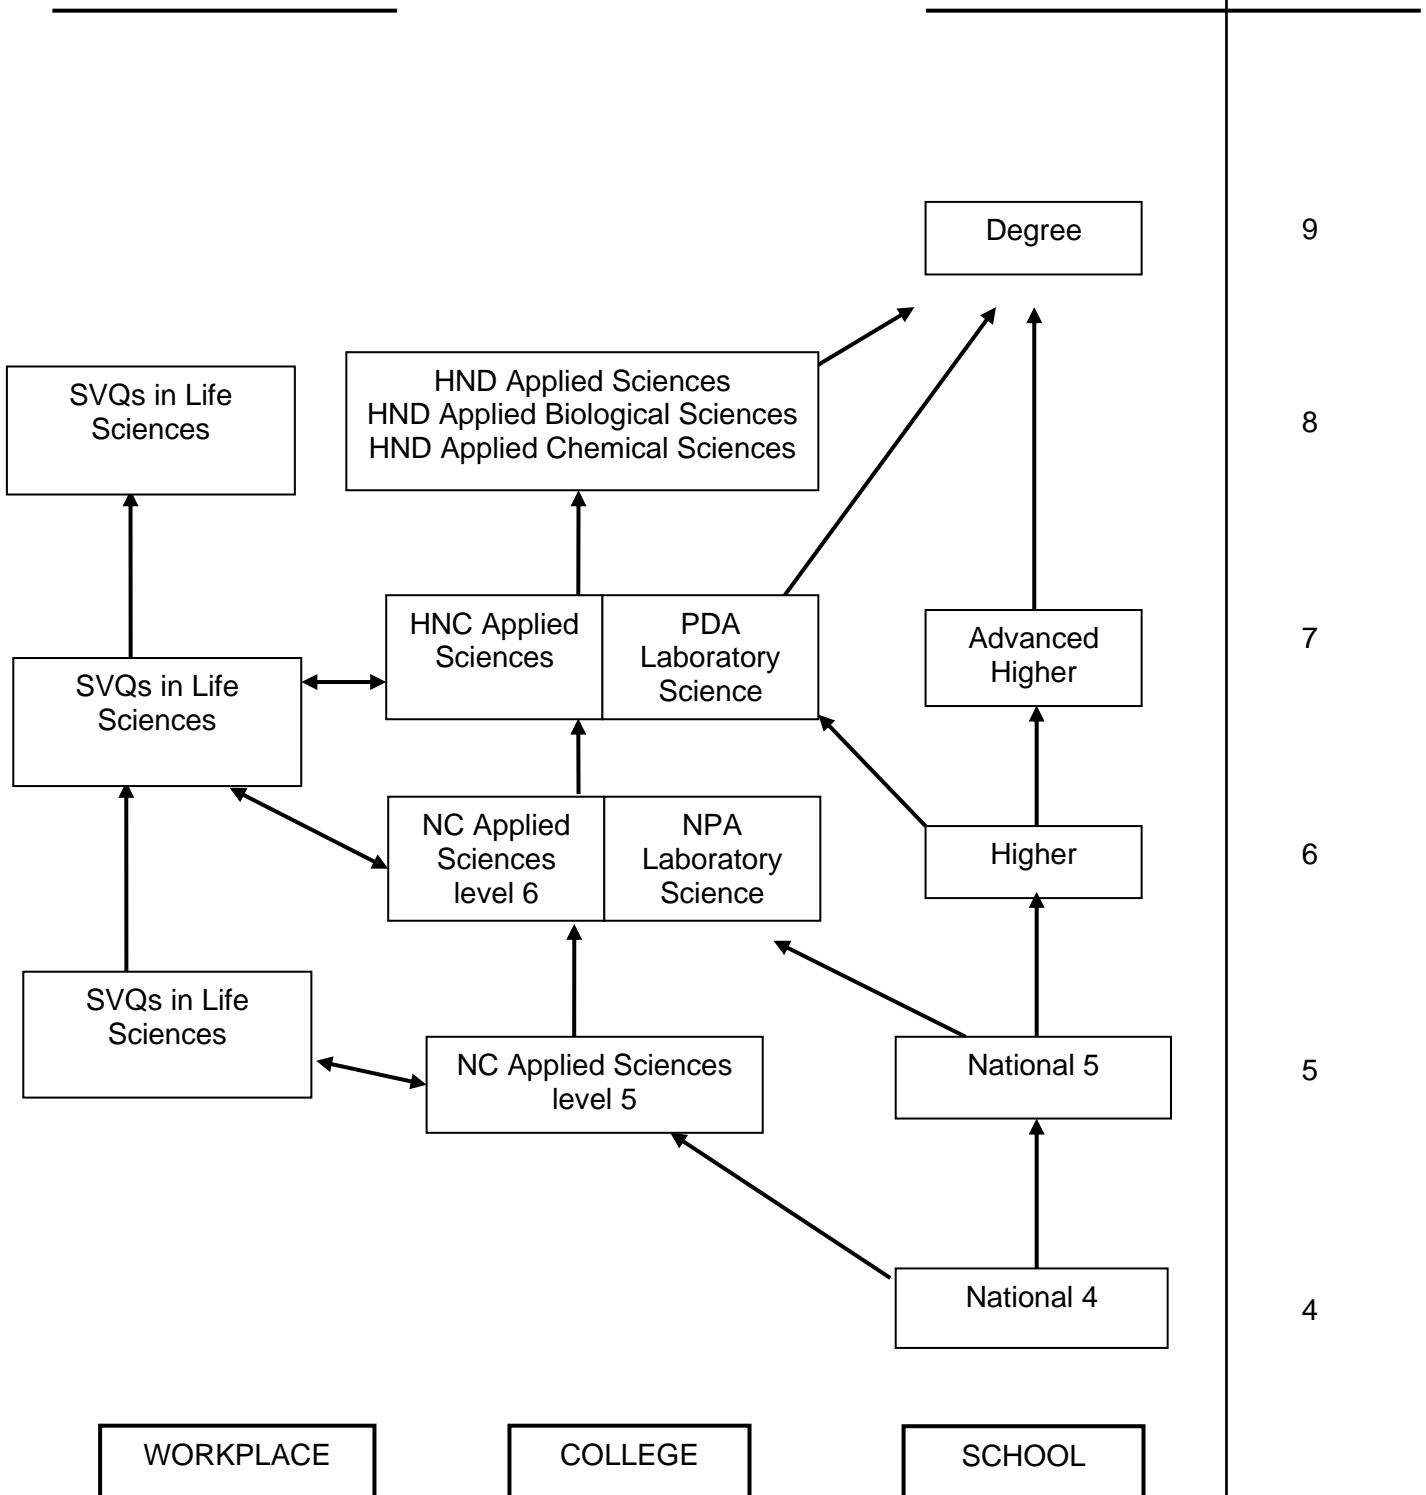 Degree
9
SVQs in Life
Sciences
HND Applied Sciences
HND Applied Biological Sciences
HND Applied Chemical Sciences
8
SVQs in Life
Sciences
HNC Applied
Sciences
PDA
Laboratory
Science
Advanced
Higher
7
NC Applied
Sciences
level 6
NPA
Laboratory
Science
Higher
6
SVQs in Life
Sciences
NC Applied Sciences
level 5
National 5
5
National 4
4
WORKPLACE
COLLEGE
SCHOOL